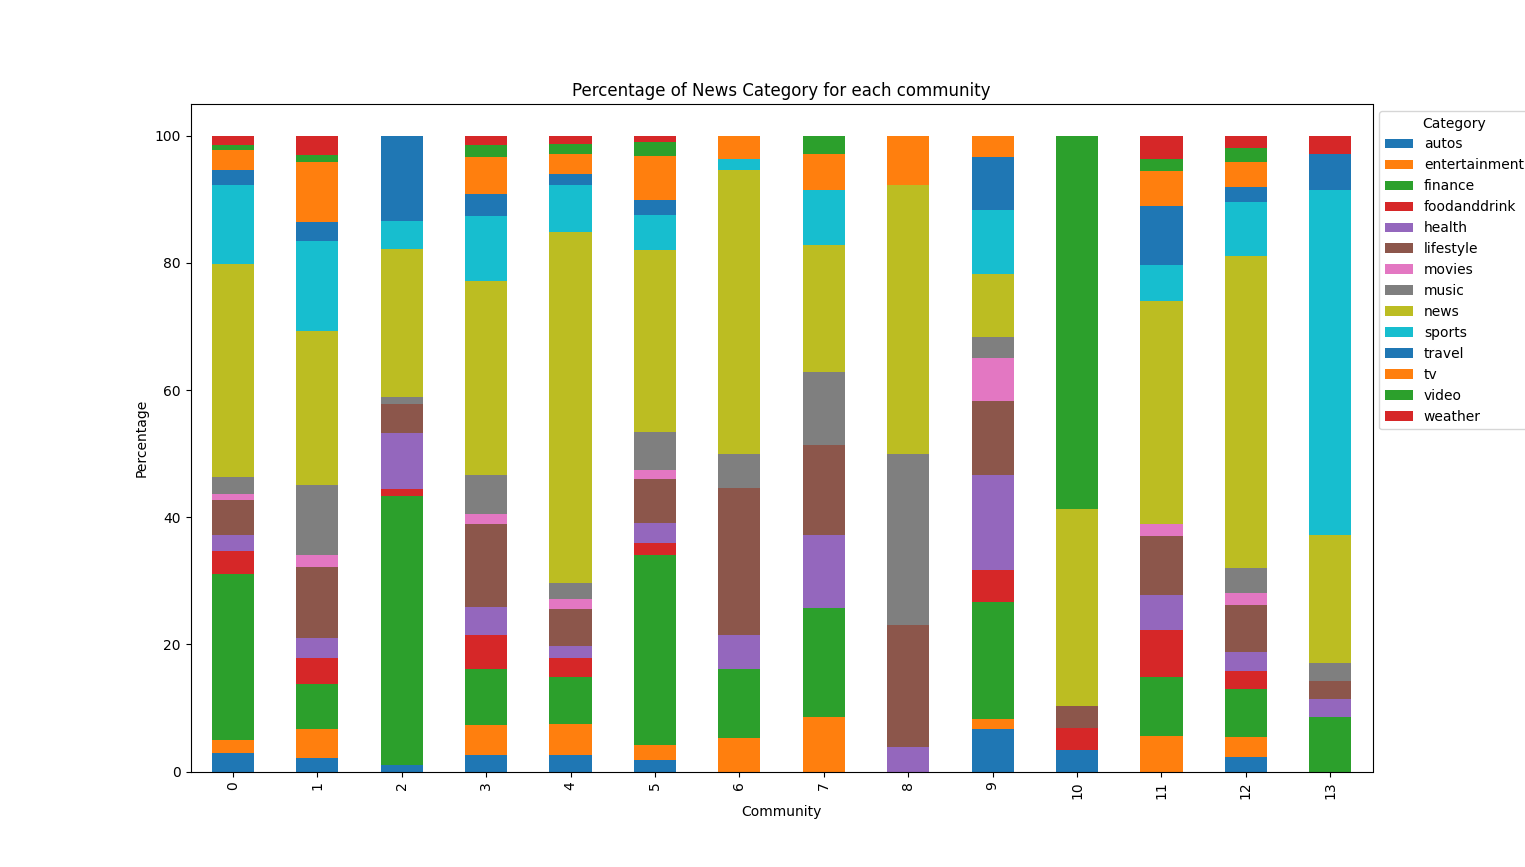 Percentage of News Category for each community
Percentage
100
80
60
40
20
0
0
1
2
3
4
5
6
7
8
9
10
11
12
13
Community
Category
autos
entertainment
finance
foodanddrink
health
lifestyle
movies
music
news
sports
travel
tv
video
weather